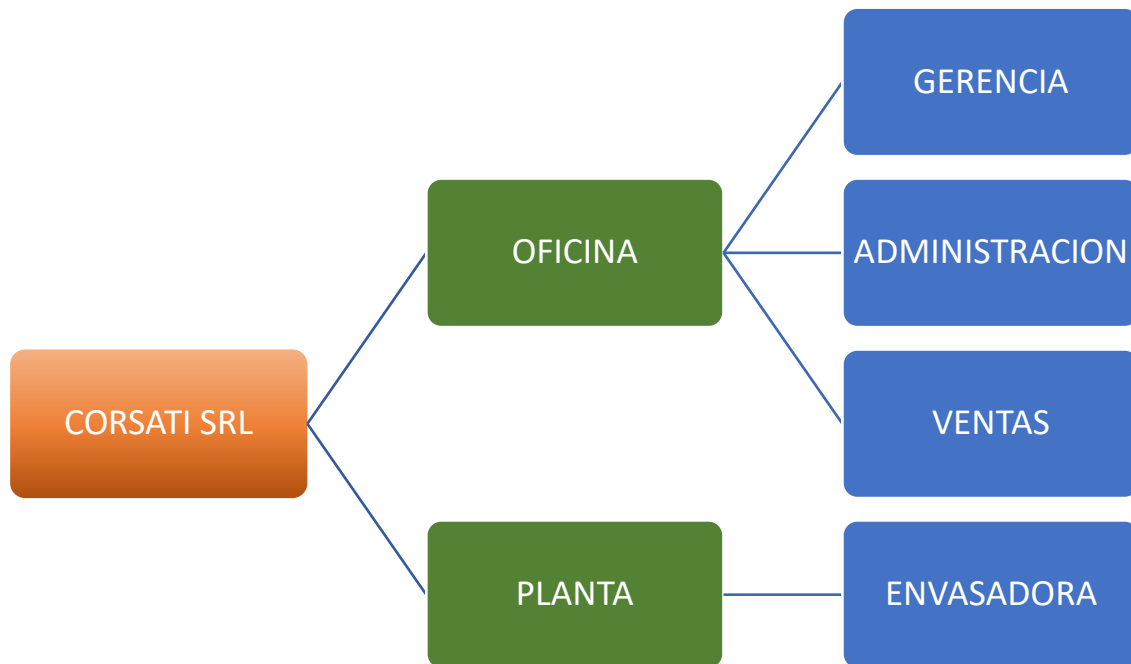 GERENCIA
OFICINA
ADMINISTRACION
CORSATI SRL
VENTAS
PLANTA
ENVASADORA